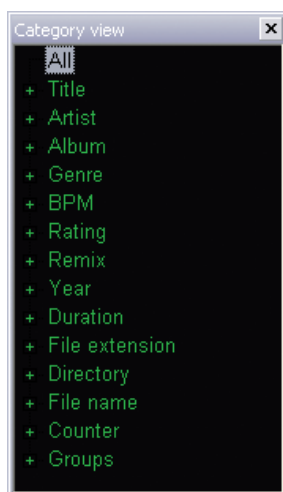 Category view
All
+ Title
+ Artist
+ Album
+ Genre
+ BPM
+ Rating
+ Remix
+ Year
+ Duration
+ File extension
+ Directory
+ File name
+ Counter
+ Groups